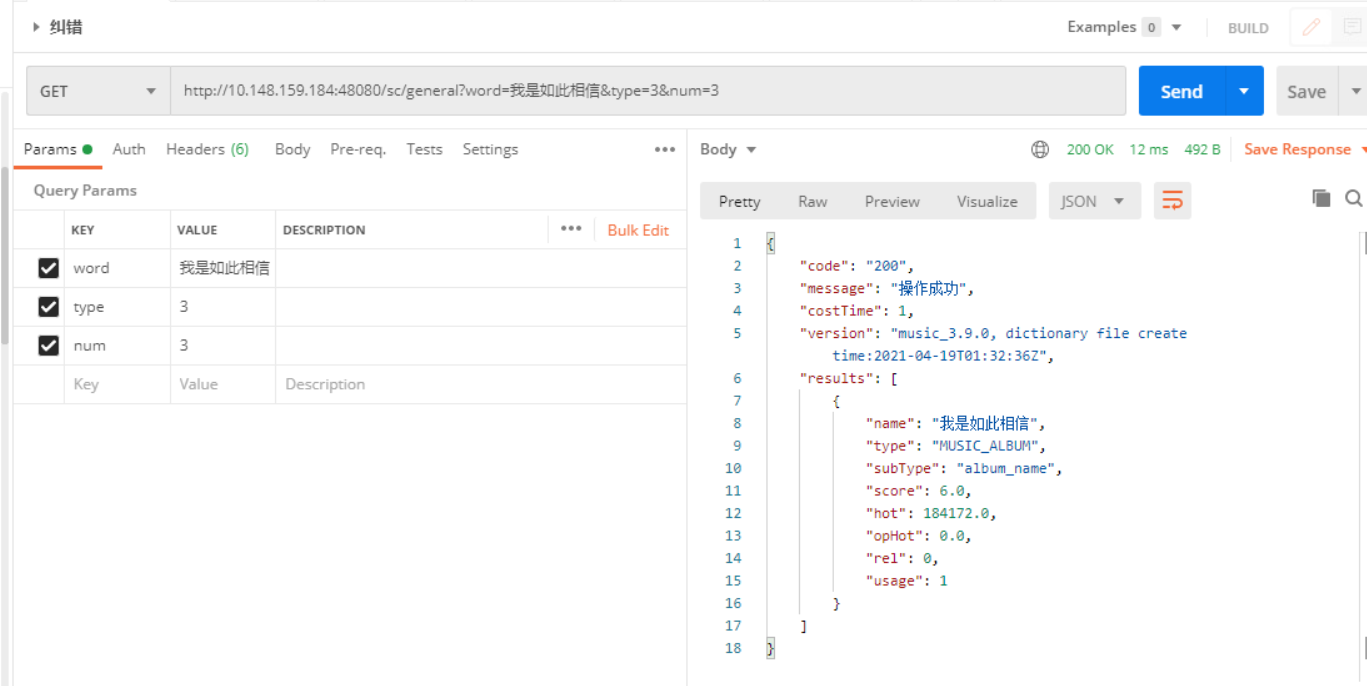 纠错
Examples 0
BUILD
GET
http://10.148.159.184:48080/sc/general?word=我是如此相信&type=3&num=3
Send
Save
Params
Auth
Headers (6)
Body
Pre-req.
Tests
Settings
•••
Query Params
KEY VALUE DESCRIPTION ••• Bulk Edit
word 我是如此相信
type 3
num 3
Key Value Description
Body
200 OK 12 ms 492 B Save Response
Pretty Raw Preview Visualize JSON
1 {
2 "code": "200",
3 "message": "操作成功",
4 "costTime": 1,
5 "version": "music_3.9.0, dictionary file create
time:2021-04-19T01:32:36Z",
6 "results": [
7 {
8 "name": "我是如此相信",
9 "type": "MUSIC_ALBUM",
10 "subType": "album_name",
11 "score": 6.0,
12 "hot": 184172.0,
13 "opHot": 0.0,
14 "rel": 0,
15 "usage": 1
16 }
17 ]
18 }